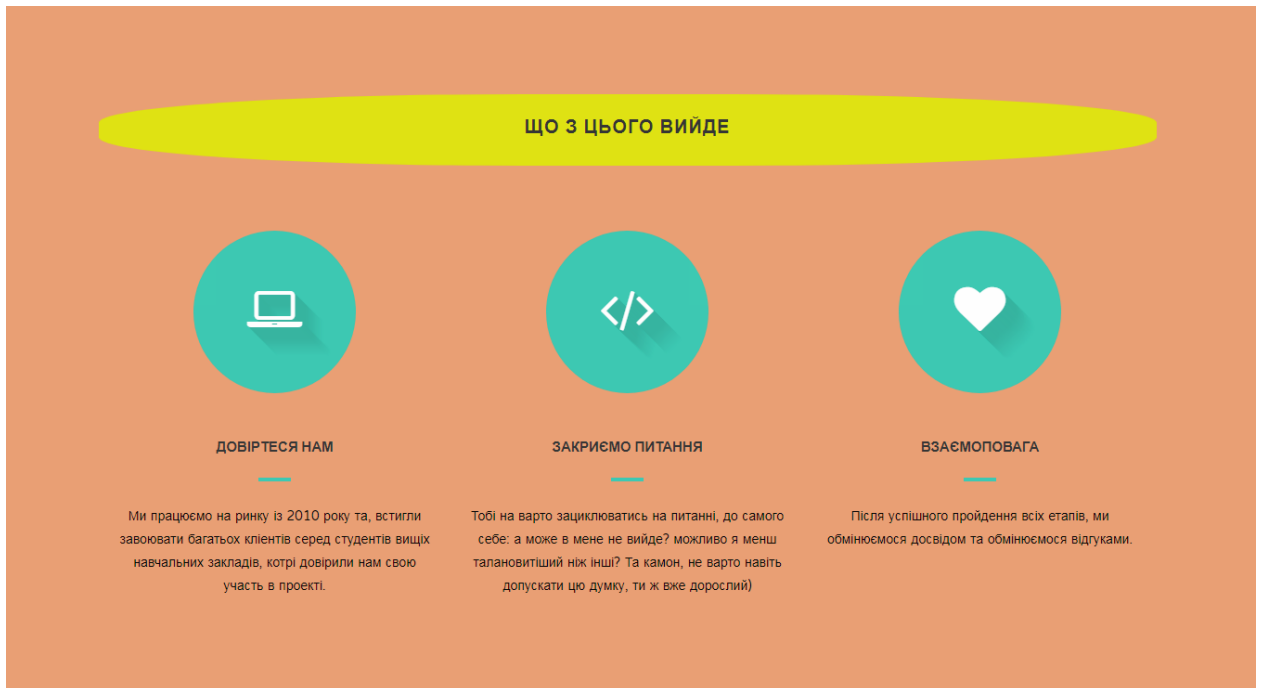 ЩО З ЦЬОГО ВИЙДЕ
ДОВІРТЕСЯ НАМ
Ми працюємо на ринку із 2010 року та, встигли
завоювати багатьох клієнтів серед студентів вищіх
навчальних закладів, котрі довірили нам свою
участь в проекті.
ЗАКРИЄМО ПИТАННЯ
Тобі на варто зациклюватись на питанні, до самого
себе: а може в мене не вийде? можливо я менш
талановитіший ніж інші? Та камон, не варто навіть
допускати цю думку, ти ж вже дорослий)
ВЗАЄМОПОВАГА
Після успішного пройдення всіх етапів, ми
обмінюємося досвідом та обмінюємося відгуками.